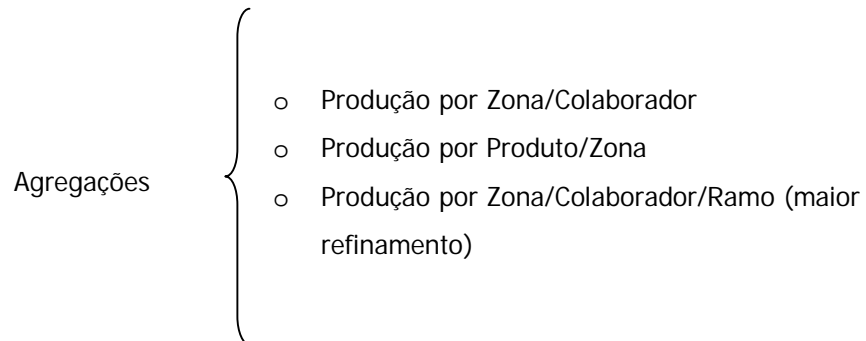 o Produção por Zona/Colaborador
o Produção por Produto/Zona
Agregações
o Produção por Zona/Colaborador/Ramo (maior
refinamento)